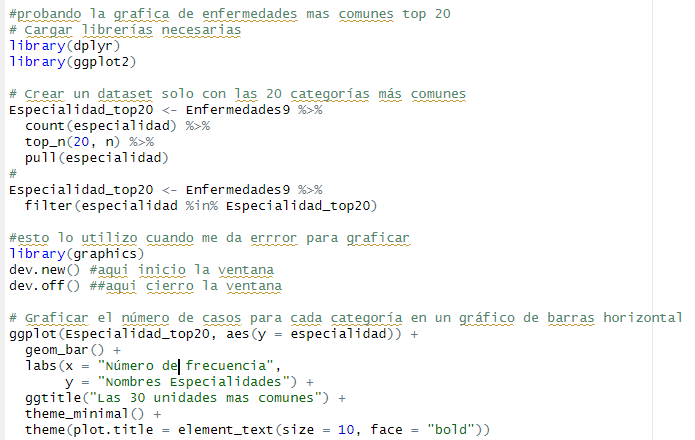 #probando la grafica de enfermedades mas comunes top 20
# Cargar librerías necesarias
library(dplyr)
library(ggplot2)
# Crear un dataset solo con las 20 categorías más comunes
Especialidad_top20 <- Enfermedades9 %>%
count(especialidad) %>%
top_n(20, n) %>%
pull(especialidad)
#
Especialidad_top20 <- Enfermedades9 %>%
filter(especialidad %in% Especialidad_top20)
#esto lo utilizo cuando me da errror para graficar
library(graphics)
dev.new() #aqui inicio la ventana
dev.off() ##aqui cierro la ventana
# Graficar el número de casos para cada categoría en un gráfico de barras horizontal
ggplot(Especialidad_top20, aes(y = especialidad)) +
geom_bar() +
labs(x = "Número de frecuencia",
y = "Nombres Especialidades") +
ggtitle("Las 30 unidades mas comunes") +
theme_minimal() +
theme(plot.title = element_text(size = 10, face = "bold"))